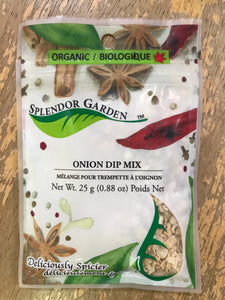 ORGANIC / BIOLOGIQUE
SPLENDOR GARDEN TM
ONION DIP MIX
MÉLANGE POUR TREMPETTE À L'OIGNON
Net Wt. 25 g (0.88 oz) Poids Net
Deliciously Spicier